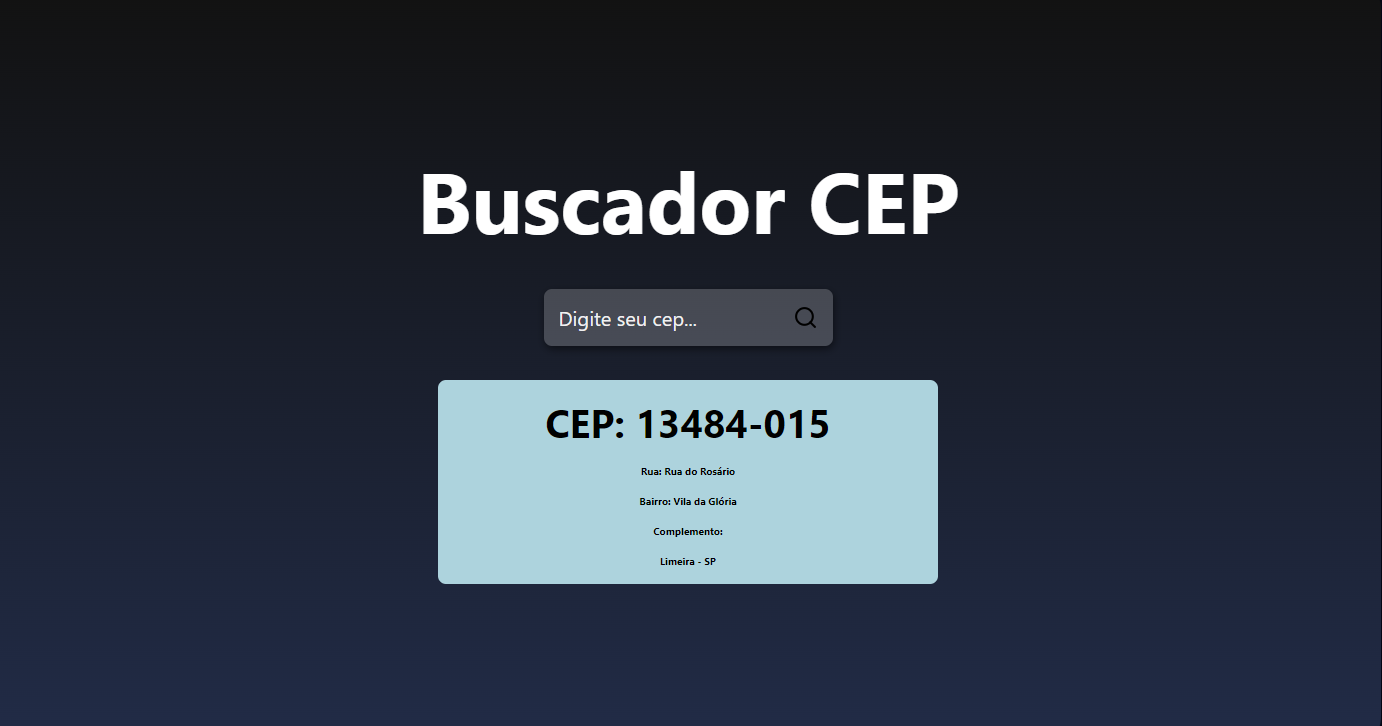 Buscador CEP
Digite seu cep...
CEP: 13484-015
Rua: Rua do Rosário
Bairro: Vila da Glória
Complemento:
Limeira - SP